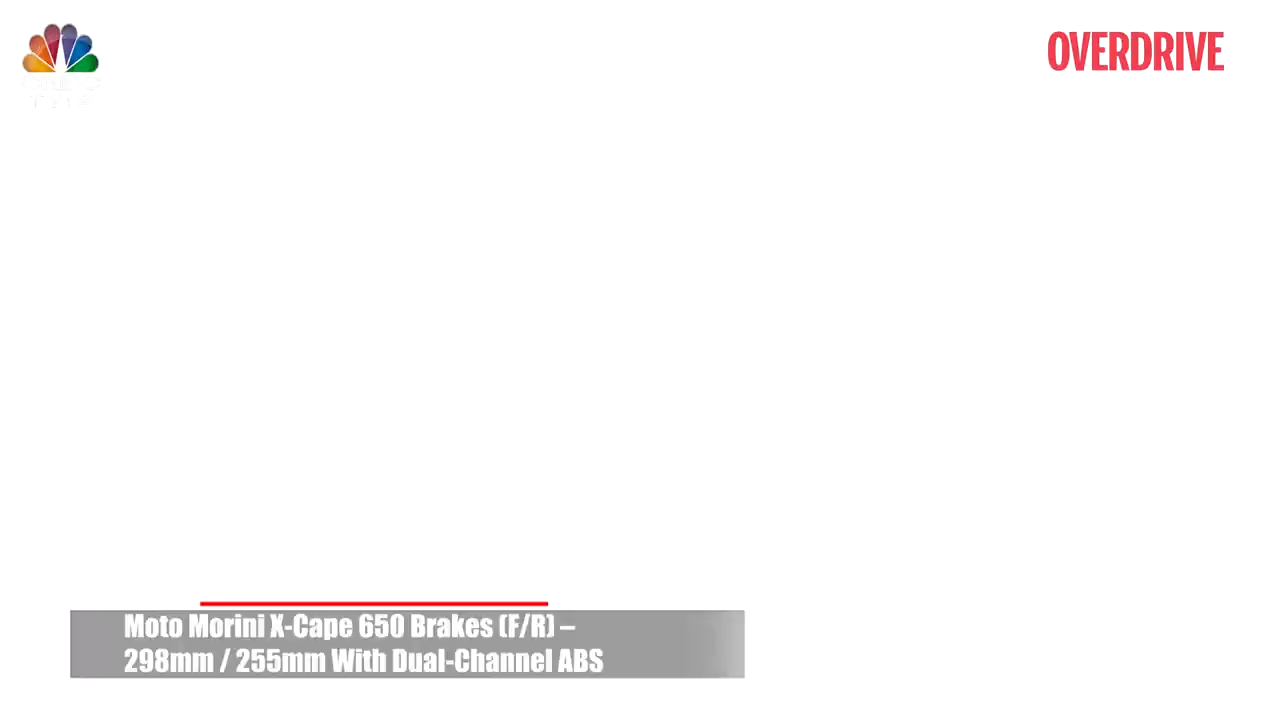 OVERDRIVE
Moto Morini X-Cape 650 Brakes (F/R) –
298mm / 255mm With Dual-Channel ABS